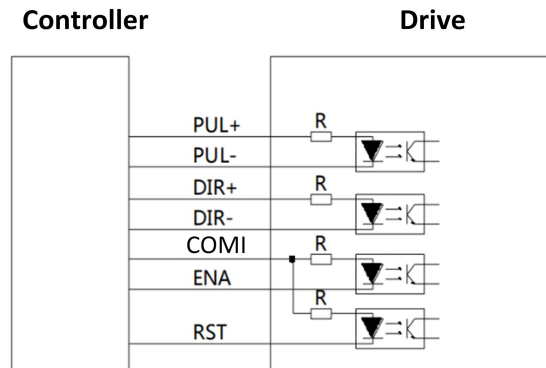 Controller Drive
PUL+ R
PUL-
DIR+ R
DIR-
COMI R
ENA
R
RST